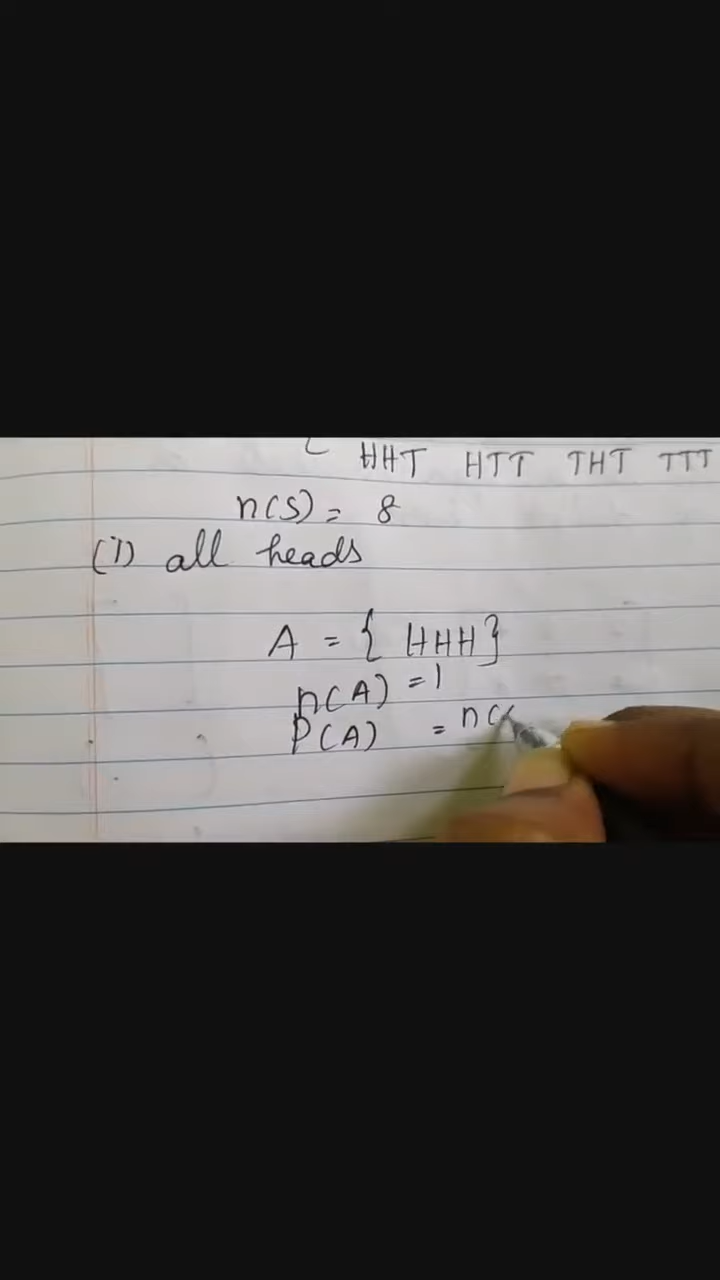 HHT HTT THT TTT
n(S) = 8
(i) all heads
A = { HHH}
n(A) = 1
P(A) = n(